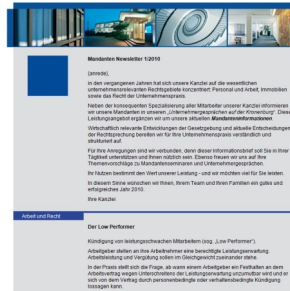 Mandanten Newsletter 1/2010
(anrede),
in den vergangenen Jahren hat sich unsere Kanzlei auf die wesentlichen
unternehmensrelevanten Rechtsgebiete konzentriert: Personal und Arbeit, Immobilien
sowie das Recht der Unternehmenspraxis.
Neben der konsequenten Spezialisierung aller Mitarbeiter unserer Kanzlei informieren
wir unsere Mandanten in unseren „Unternehmergesprächen auf der Kronenburg". Diese
Leistungsangebot ergänzen wir um unsere aktuellen Mandanteninformationen.
Wirtschaftlich relevante Entwicklungen der Gesetzgebung und aktuelle Entscheidungen
der Rechtsprechung bereiten wir für Ihre Unternehmenspraxis verständlich und
strukturiert auf.
Für Ihre Anregungen sind wir verbunden, denn dieser Informationsbrief soll Sie in Ihrer
Tätigkeit unterstützen und Ihnen nützlich sein. Ebenso freuen wir uns auf Ihre
Themenvorschläge zu Mandantenseminaren und Unternehmergesprächen.
Ihr Nutzen bestimmt den Wert unserer Leistung - und wir möchten viel für Sie leisten.
In diesem Sinne wünschen wir Ihnen, Ihrem Team und Ihren Familien ein gutes und
erfolgreiches Jahr 2010.
Ihre Kanzlei
Arbeit und Recht
Der Low Performer
Kündigung von leistungsschwachen Mitarbeitern (sog. „Low Performer").
Arbeitgeber stellen an ihre Arbeitnehmer eine berechtigte Leistungserwartung.
Arbeitsleistung und Vergütung sollen im Gleichgewicht zueinander stehen.
In der Praxis stellt sich die Frage, ab wann einem Arbeitgeber ein Festhalten an dem
Arbeitsvertrag wegen Unterschreitens der Leistungserwartung unzumutbar wird und er
sich von dem Vertrag durch personenbedingte oder verhaltensbedingte Kündigung
lossagen kann.